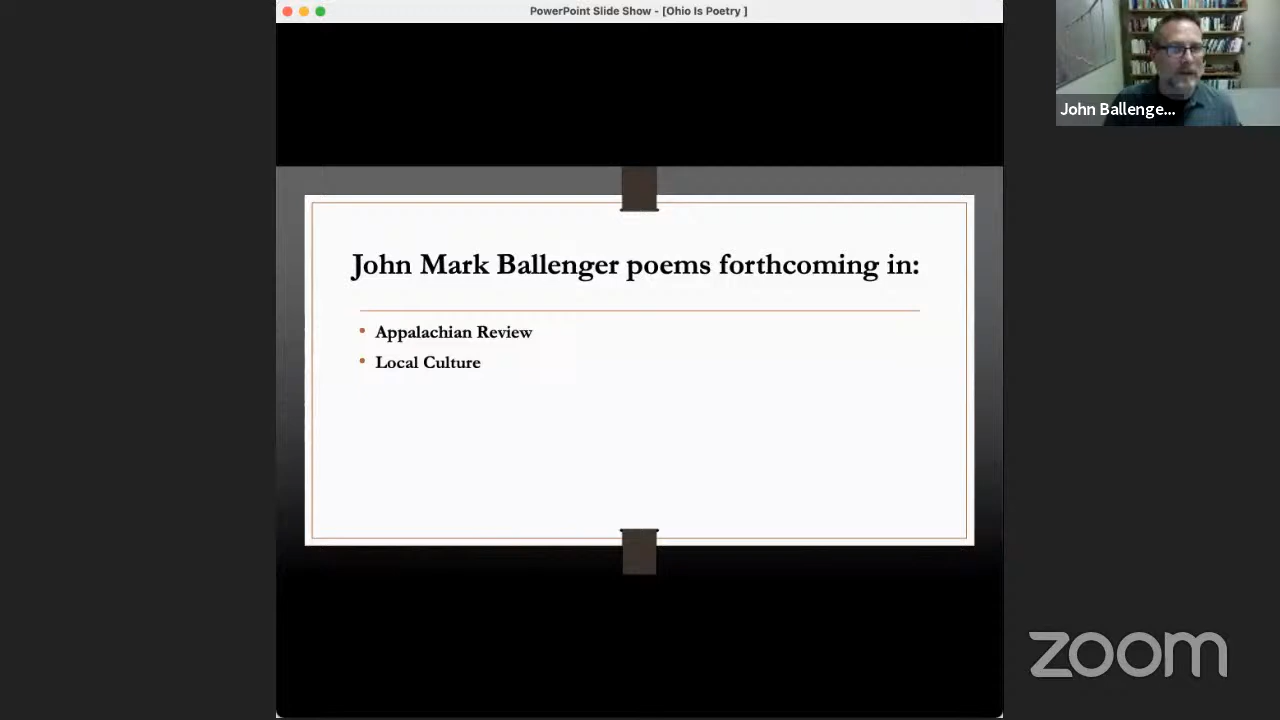 PowerPoint Slide Show - [Ohio Is Poetry ]
John Ballenge...
John Mark Ballenger poems forthcoming in:
• Appalachian Review
• Local Culture
zoom